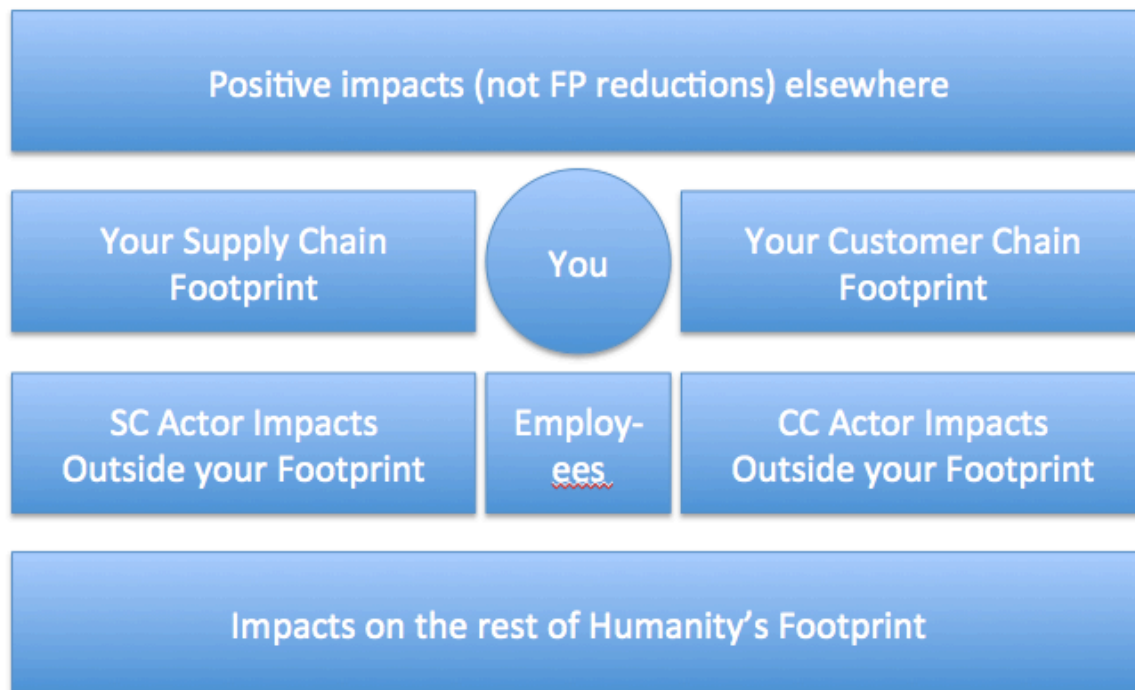 Positive impacts (not FP reductions) elsewhere
Your Supply Chain
Footprint
You
Your Customer Chain
Footprint
SC Actor Impacts
Outside your Footprint
Employ-
ees
CC Actor Impacts
Outside your Footprint
Impacts on the rest of Humanity’s Footprint